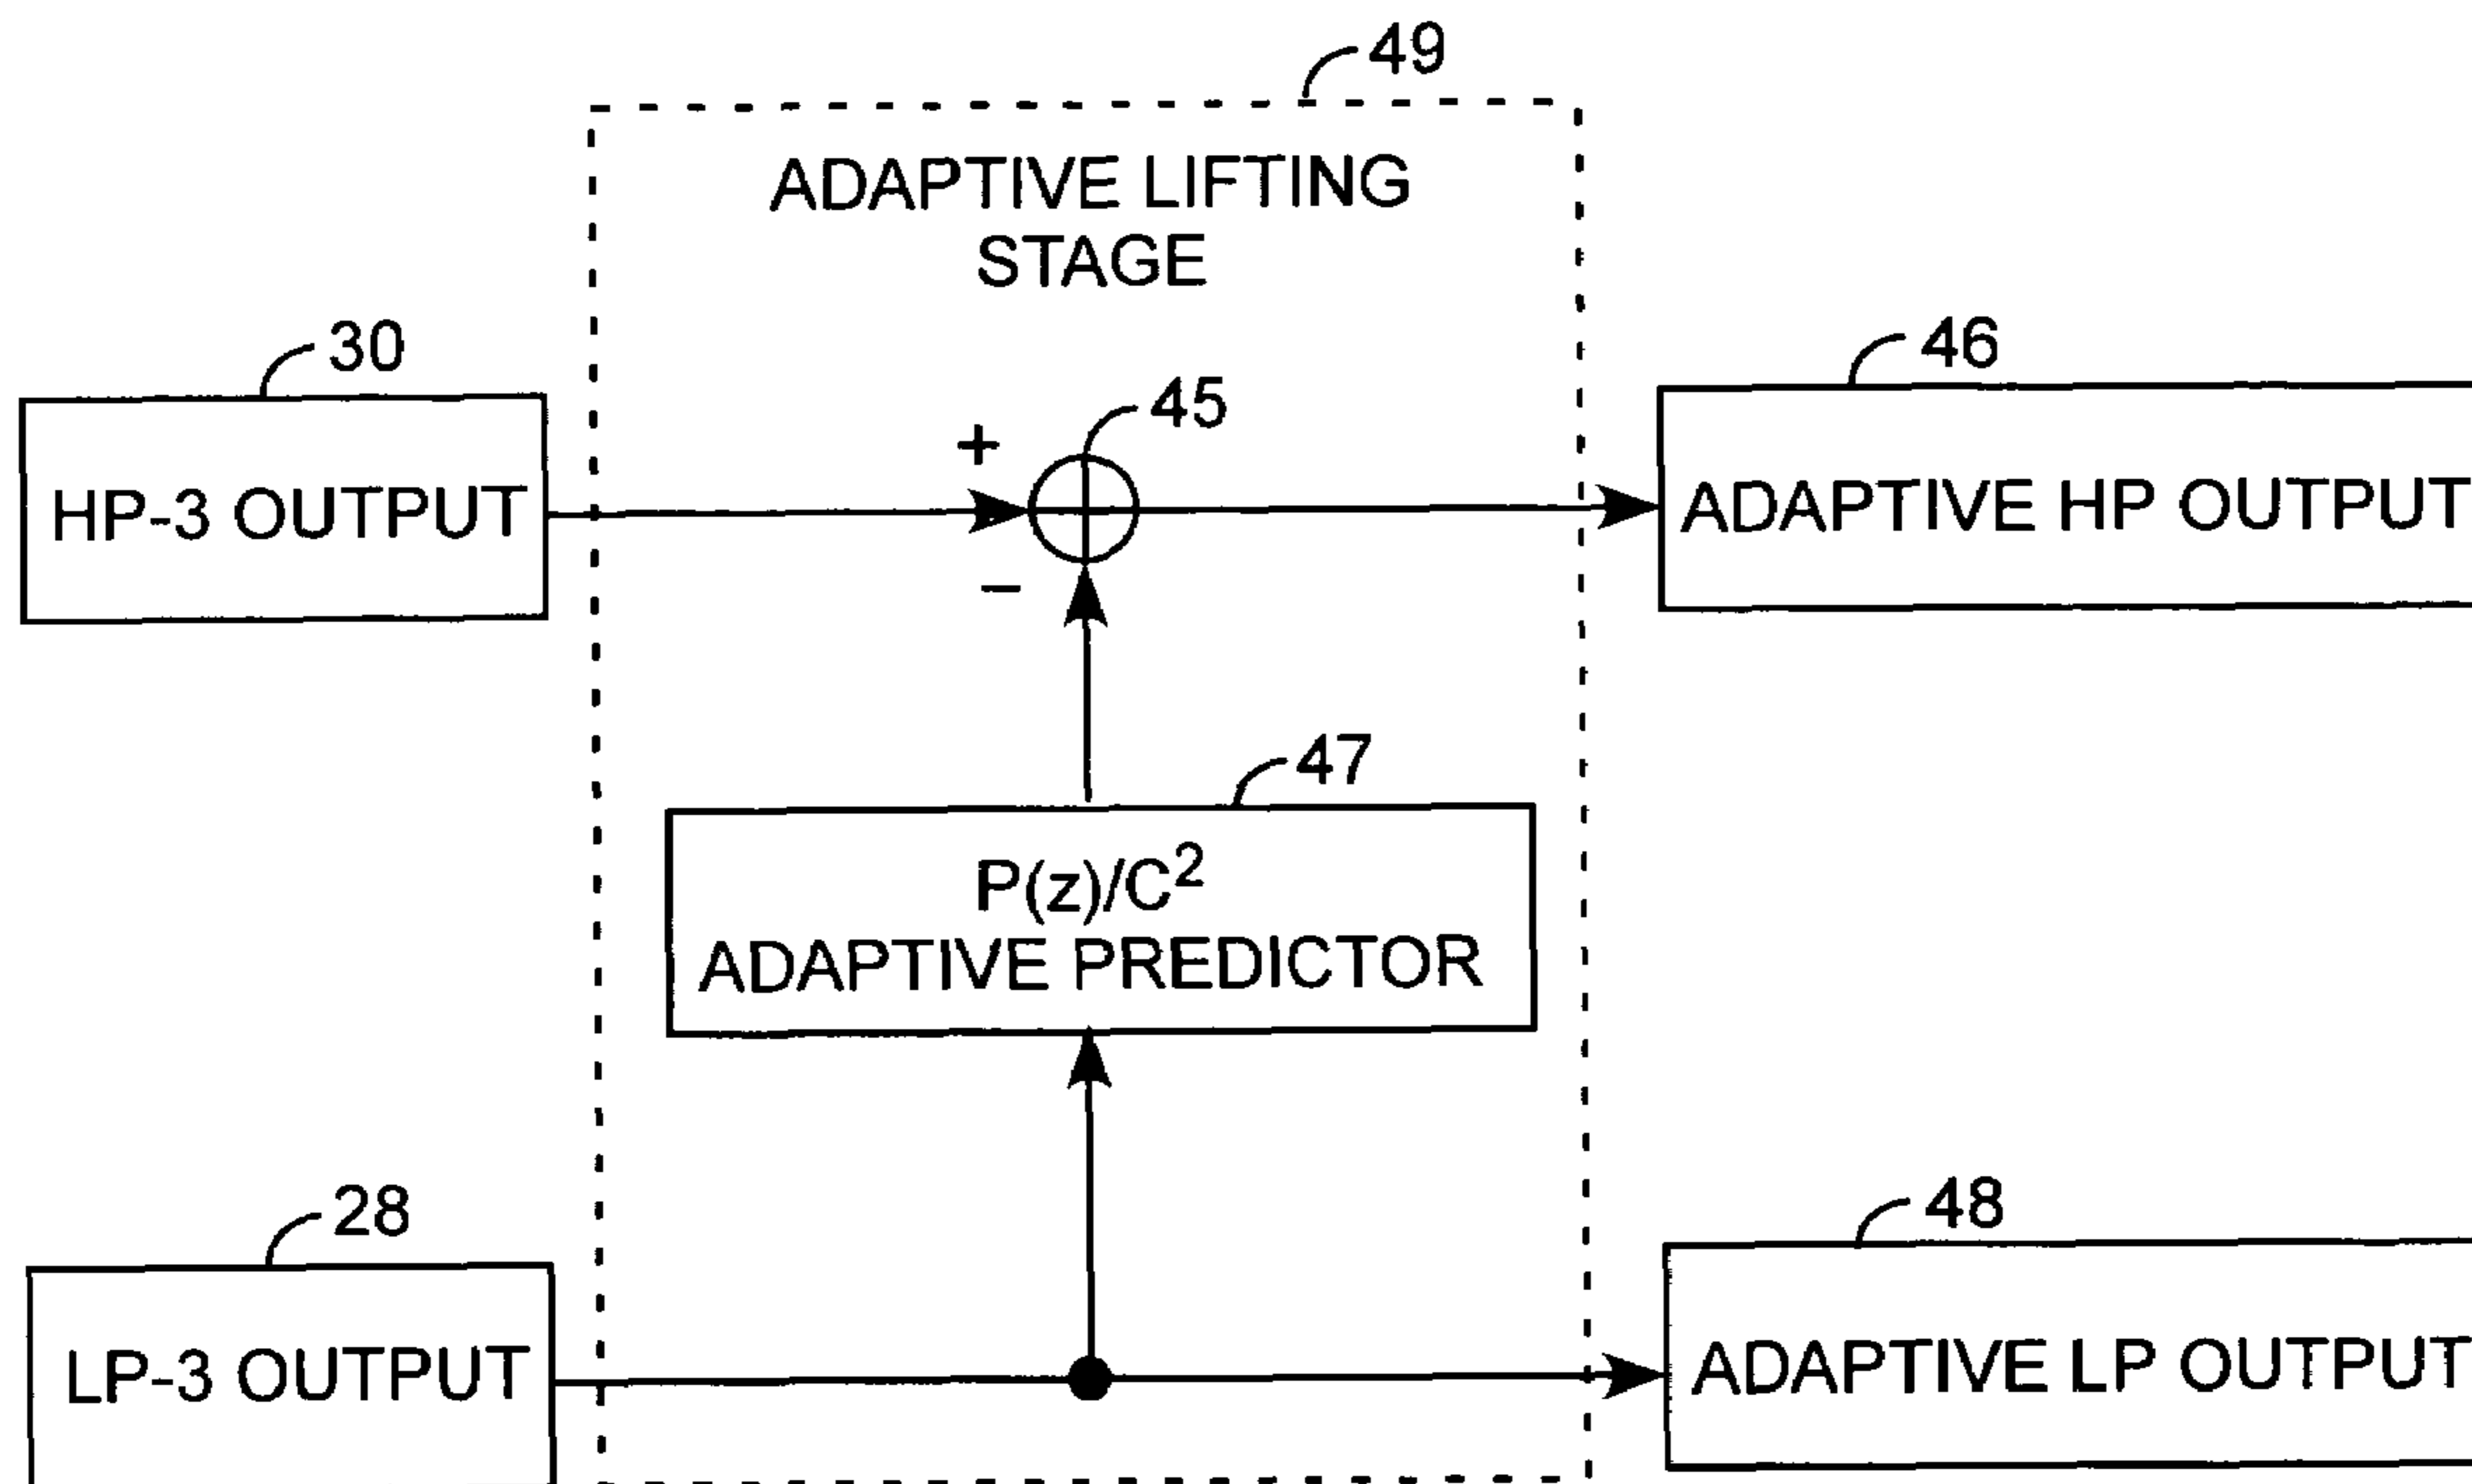 49
ADAPTIVE LIFTING
STAGE
30
46
45
+
HP-3 OUTPUT
ADAPTIVE HP OUTPUT
−
47
P(z)/C²
ADAPTIVE PREDICTOR
28
48
LP-3 OUTPUT
ADAPTIVE LP OUTPUT